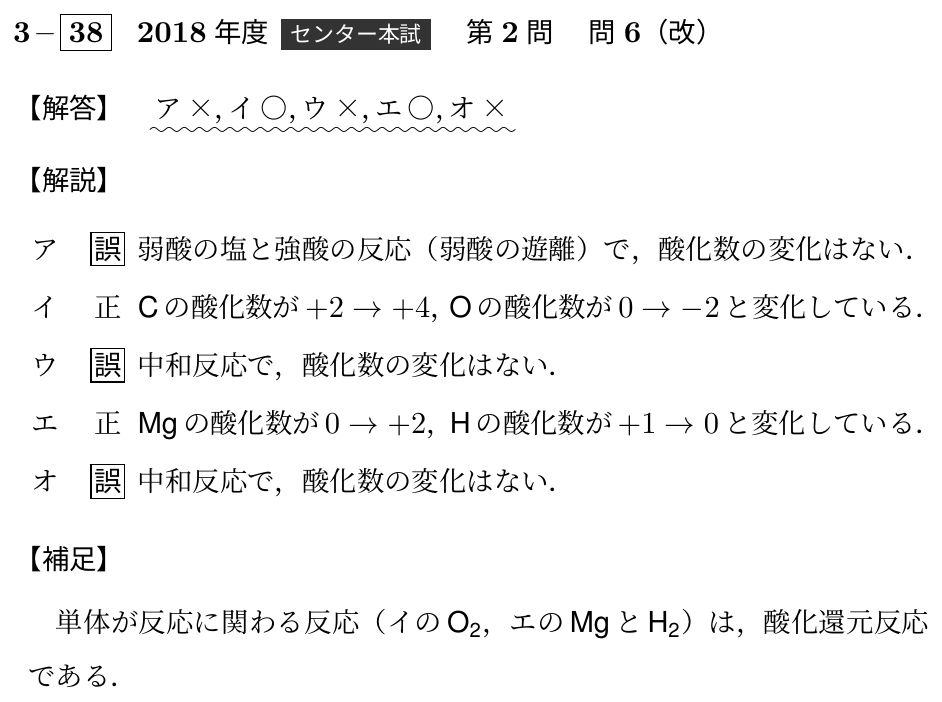 3－38 2018 年度 センター本試 第 2 問 問 6（改）
【解答】 ア ×, イ ○, ウ ×, エ ○, オ ×
【解説】
ア 誤 弱酸の塩と強酸の反応（弱酸の遊離）で，酸化数の変化はない．
イ 正 C の酸化数が +2 → +4, O の酸化数が 0 → −2 と変化している．
ウ 誤 中和反応で，酸化数の変化はない．
エ 正 Mg の酸化数が 0 → +2, H の酸化数が +1 → 0 と変化している．
オ 誤 中和反応で，酸化数の変化はない．
【補足】
単体が反応に関わる反応（イの O₂，エの Mg と H₂）は，酸化還元反応
である．